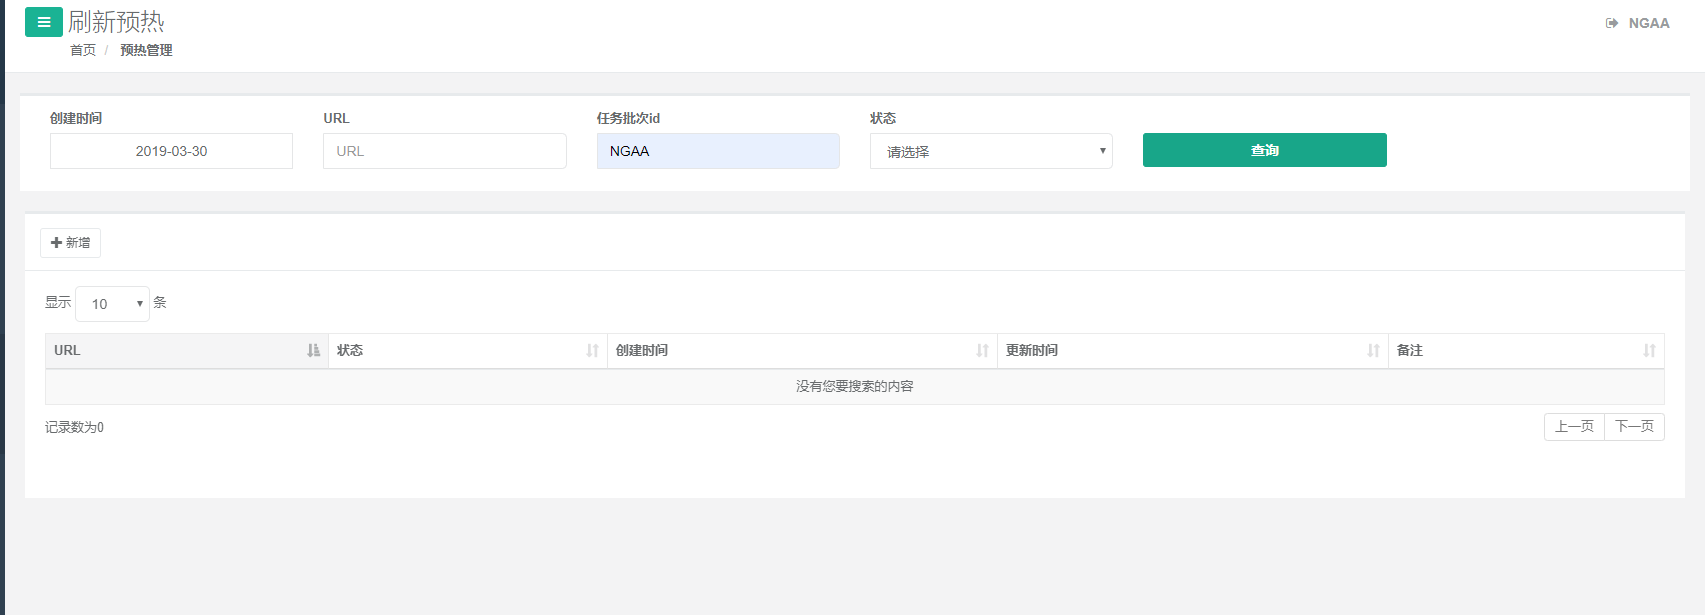 刷新预热
NGAA
首页 / 预热管理
创建时间 URL 任务批次id 状态
2019-03-30 URL NGAA 请选择 查询
新增
显示 10 条
URL 状态 创建时间 更新时间 备注
没有您要搜索的内容
记录数为0 上一页 下一页